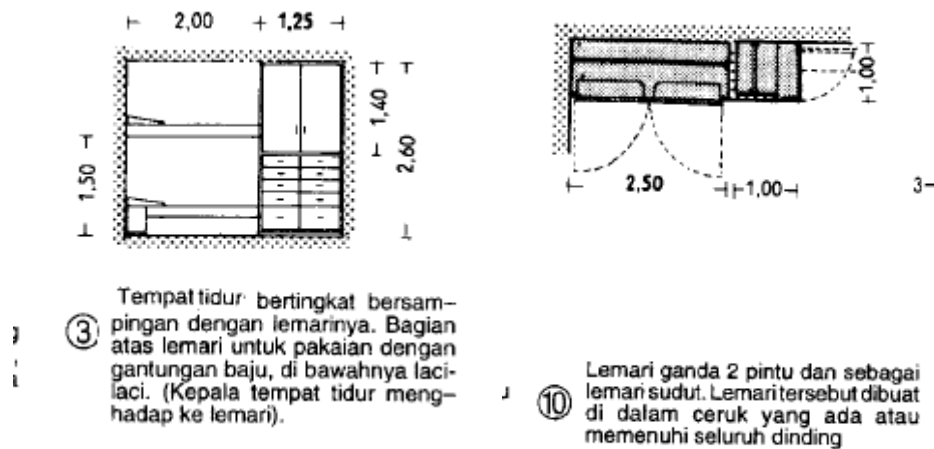 2,00
1,25
1,40
2,60
1,50
③ Tempat tidur bertingkat bersam–
pingan dengan lemarinya. Bagian
atas lemari untuk pakaian dengan
gantungan baju, di bawahnya laci-
laci. (Kepala tempat tidur meng–
hadap ke lemari).
1,00
2,50
1,00
3–
⑩ Lemari ganda 2 pintu dan sebagai
lemari sudut. Lemari tersebut dibuat
di dalam ceruk yang ada atau
memenuhi seluruh dinding